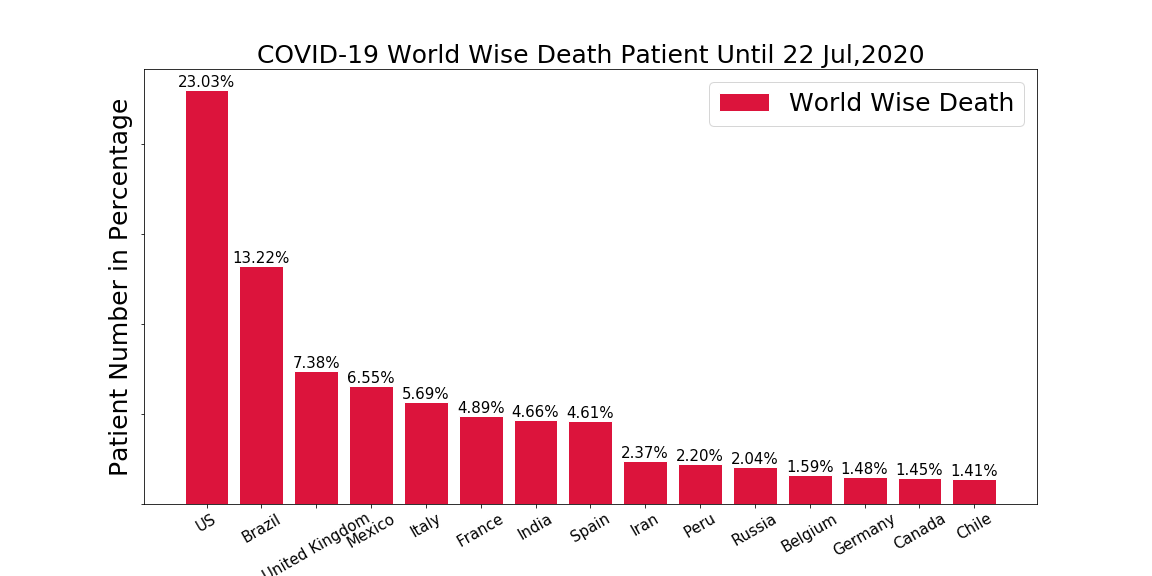 COVID-19 World Wise Death Patient Until 22 Jul,2020
World Wise Death
Patient Number in Percentage
23.03%
13.22%
7.38%
6.55%
5.69%
4.89%
4.66%
4.61%
2.37%
2.20%
2.04%
1.59%
1.48%
1.45%
1.41%
US
Brazil
United Kingdom
Mexico
Italy
France
India
Spain
Iran
Peru
Russia
Belgium
Germany
Canada
Chile